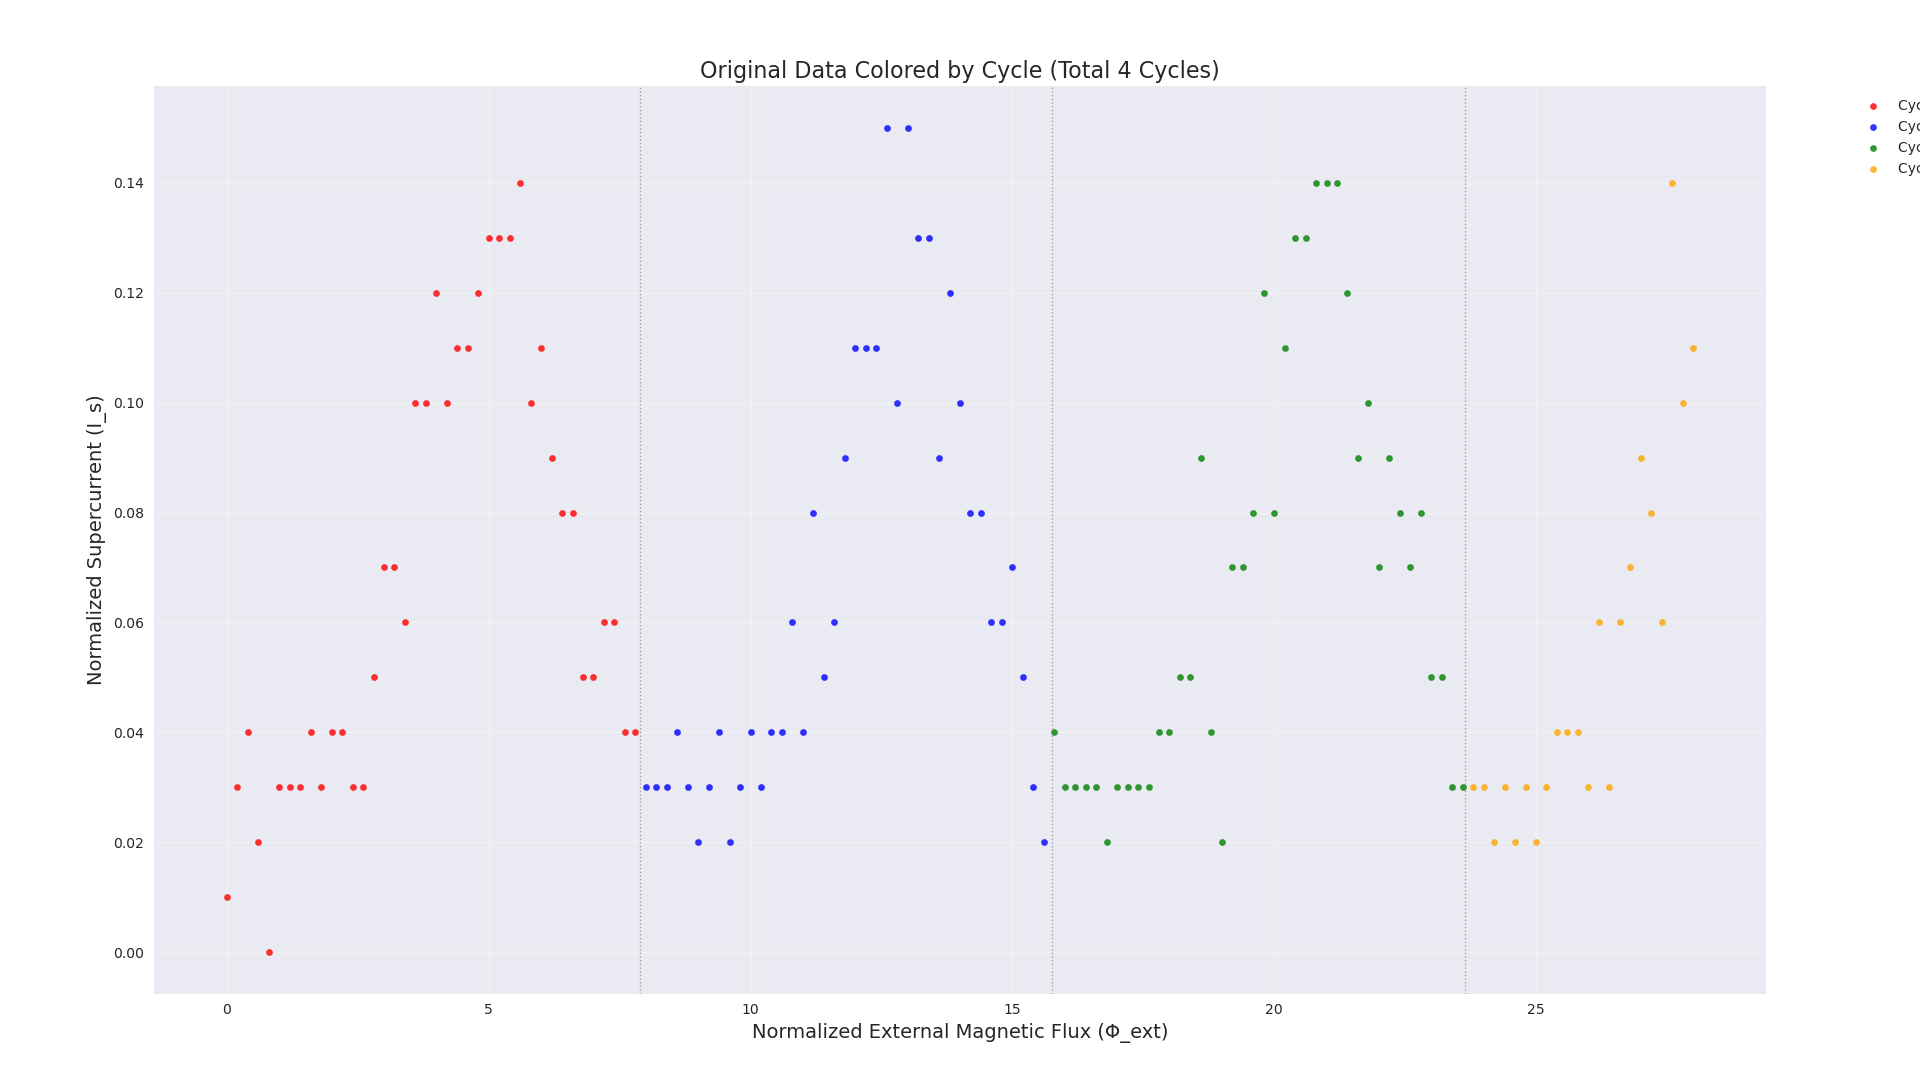 Original Data Colored by Cycle (Total 4 Cycles)
Cyc
Cyc
Cyc
Cyc
0.14
0.12
0.10
0.08
0.06
0.04
0.02
0.00
Normalized Supercurrent (I_s)
0 5 10 15 20 25
Normalized External Magnetic Flux (Φ_ext)